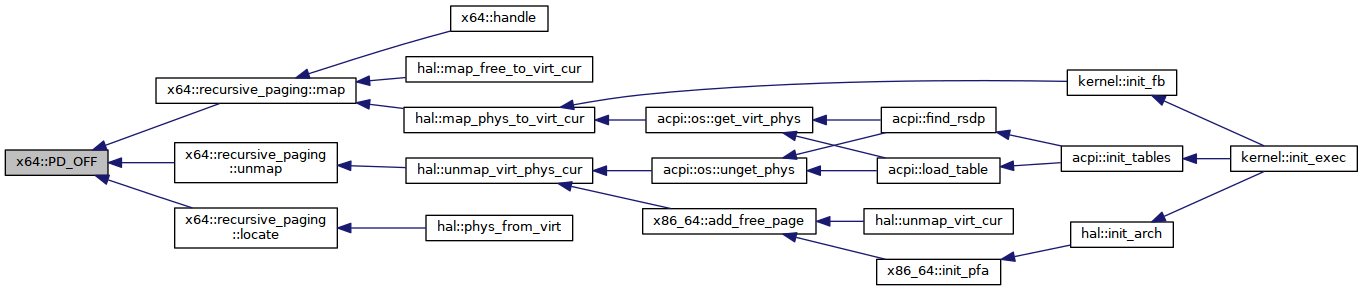 x64::handle
hal::map_free_to_virt_cur
kernel::init_fb
x64::recursive_paging::map
hal::map_phys_to_virt_cur
acpi::os::get_virt_phys
acpi::find_rsdp
x64::PD_OFF
x64::recursive_paging
::unmap
hal::unmap_virt_phys_cur
acpi::os::unget_phys
acpi::load_table
acpi::init_tables
kernel::init_exec
x64::recursive_paging
::locate
hal::phys_from_virt
x86_64::add_free_page
hal::unmap_virt_cur
hal::init_arch
x86_64::init_pfa